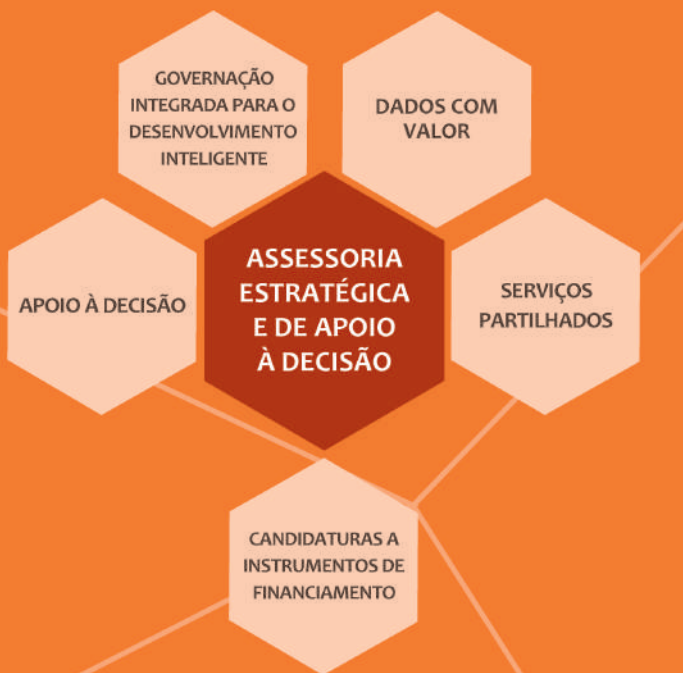 GOVERNAÇÃO
INTEGRADA PARA O
DESENVOLVIMENTO
INTELIGENTE
DADOS COM
VALOR
APOIO À DECISÃO
ASSESSORIA
ESTRATÉGICA
E DE APOIO
À DECISÃO
SERVIÇOS
PARTILHADOS
CANDIDATURAS A
INSTRUMENTOS DE
FINANCIAMENTO